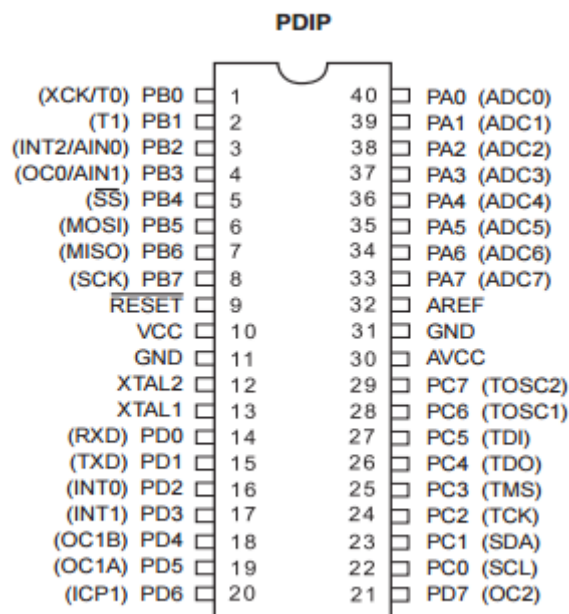 PDIP
(XCK/T0) PB0 1 40 PA0 (ADC0)
(T1) PB1 2 39 PA1 (ADC1)
(INT2/AIN0) PB2 3 38 PA2 (ADC2)
(OC0/AIN1) PB3 4 37 PA3 (ADC3)
(S̅S̅) PB4 5 36 PA4 (ADC4)
(MOSI) PB5 6 35 PA5 (ADC5)
(MISO) PB6 7 34 PA6 (ADC6)
(SCK) PB7 8 33 PA7 (ADC7)
R̅E̅S̅E̅T̅ 9 32 AREF
VCC 10 31 GND
GND 11 30 AVCC
XTAL2 12 29 PC7 (TOSC2)
XTAL1 13 28 PC6 (TOSC1)
(RXD) PD0 14 27 PC5 (TDI)
(TXD) PD1 15 26 PC4 (TDO)
(INT0) PD2 16 25 PC3 (TMS)
(INT1) PD3 17 24 PC2 (TCK)
(OC1B) PD4 18 23 PC1 (SDA)
(OC1A) PD5 19 22 PC0 (SCL)
(ICP1) PD6 20 21 PD7 (OC2)